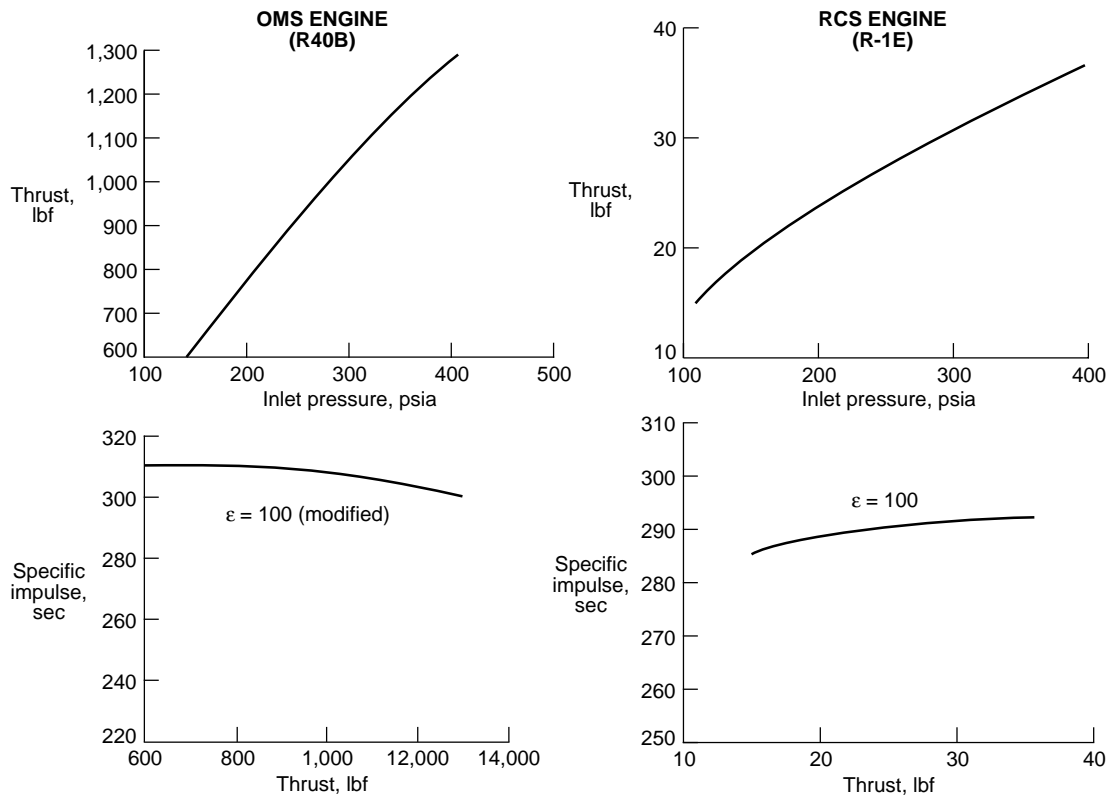 OMS ENGINE
(R40B)
1,300
1,200
1,100
1,000
900
800
700
600
Thrust,
lbf
100
200
300
400
500
Inlet pressure, psia
RCS ENGINE
(R-1E)
40
30
20
10
Thrust,
lbf
100
200
300
400
Inlet pressure, psia
320
300
280
260
240
220
Specific
impulse,
sec
ε = 100 (modified)
600
800
1,000
12,000
14,000
Thrust, lbf
310
300
290
280
270
260
250
Specific
impulse,
sec
ε = 100
10
20
30
40
Thrust, lbf